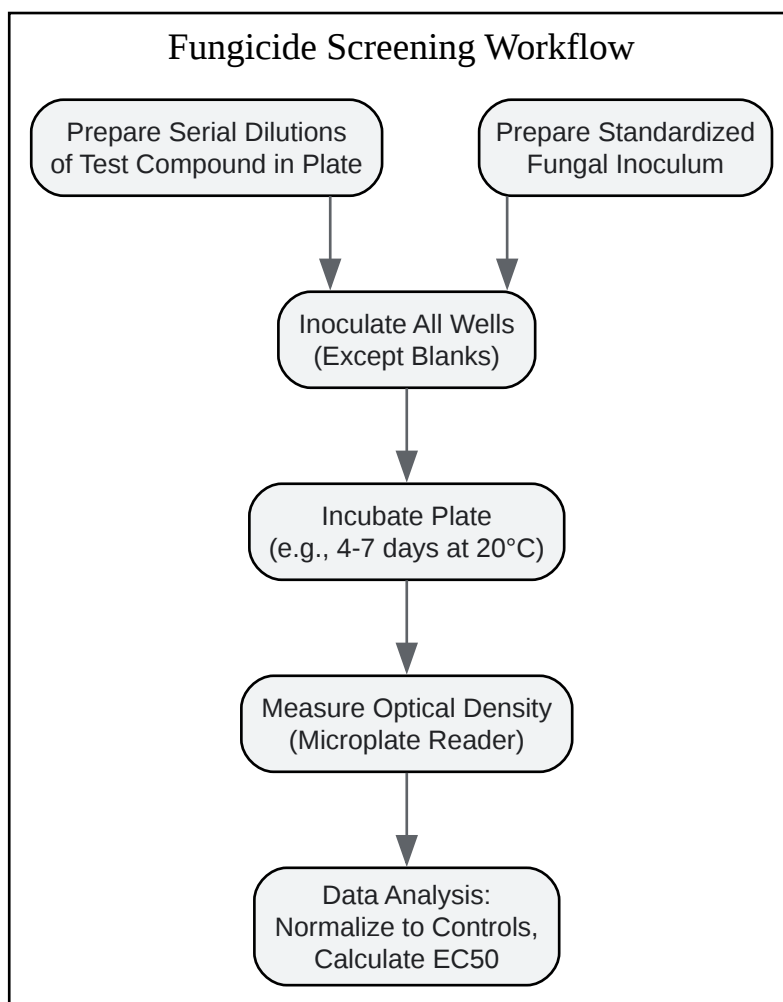 Fungicide Screening Workflow
Prepare Serial Dilutions
of Test Compound in Plate
Prepare Standardized
Fungal Inoculum
Inoculate All Wells
(Except Blanks)
Incubate Plate
(e.g., 4-7 days at 20°C)
Measure Optical Density
(Microplate Reader)
Data Analysis:
Normalize to Controls,
Calculate EC50